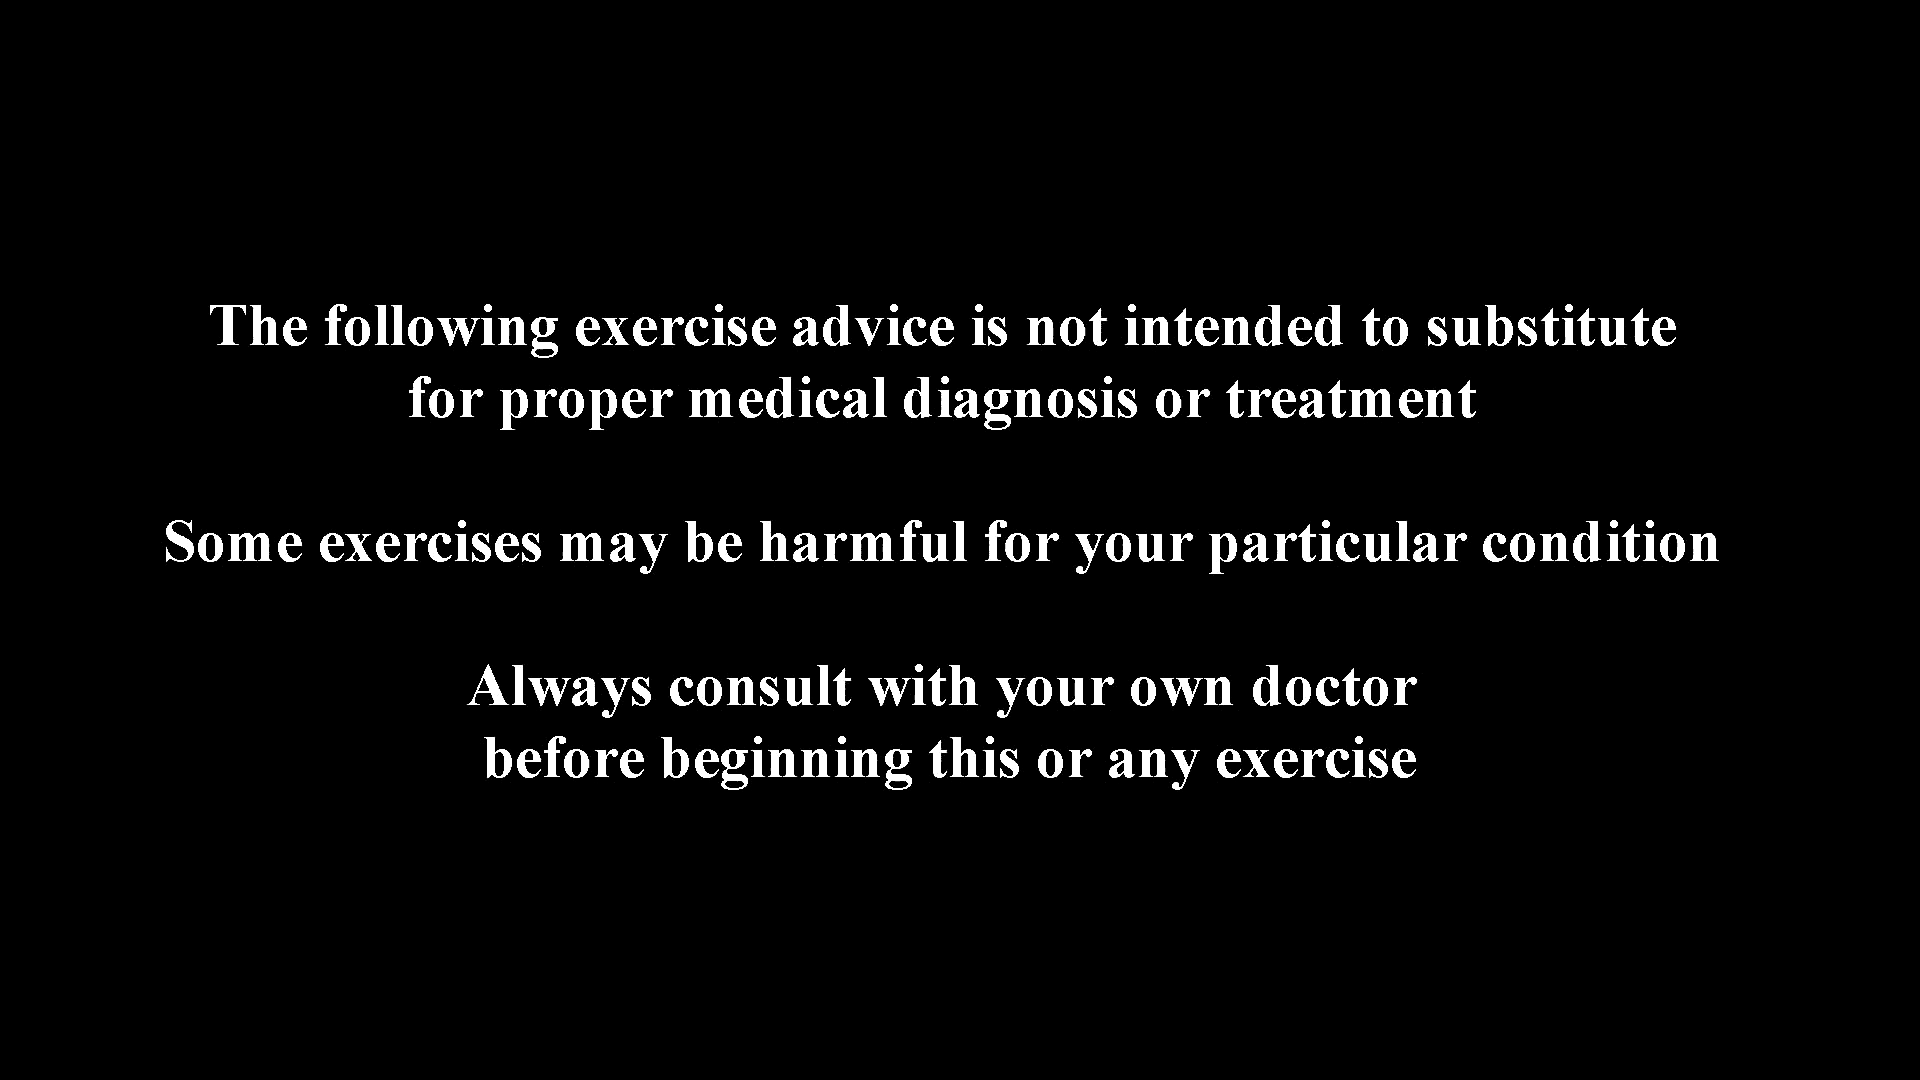 The following exercise advice is not intended to substitute
for proper medical diagnosis or treatment
Some exercises may be harmful for your particular condition
Always consult with your own doctor
before beginning this or any exercise